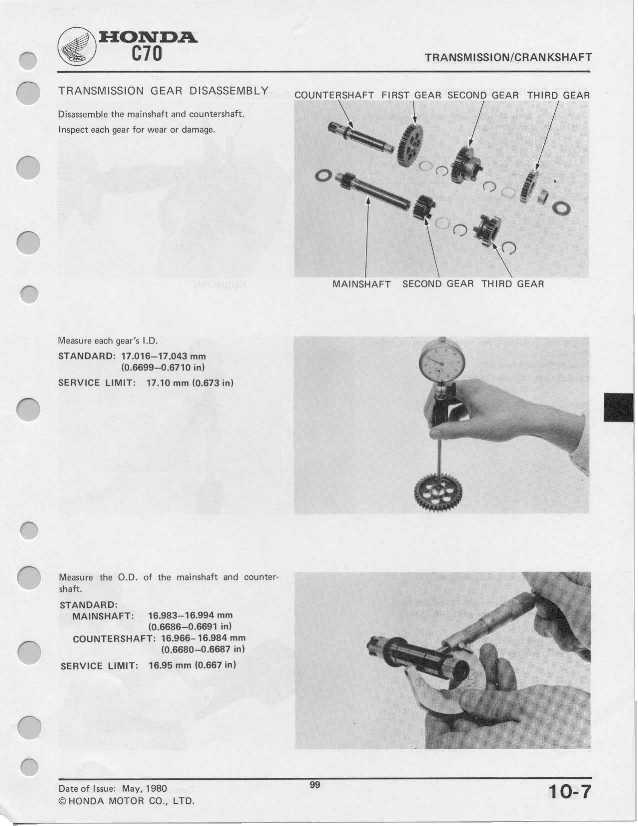 HONDA
C70
TRANSMISSION/CRANKSHAFT
TRANSMISSION GEAR DISASSEMBLY
Disassemble the mainshaft and countershaft.
Inspect each gear for wear or damage.
COUNTERSHAFT FIRST GEAR SECOND GEAR THIRD GEAR
MAINSHAFT SECOND GEAR THIRD GEAR
Measure each gear's I.D.
STANDARD: 17.016–17.043 mm
(0.6699–0.6710 in)
SERVICE LIMIT: 17.10 mm (0.673 in)
Measure the O.D. of the mainshaft and counter-
shaft.
STANDARD:
MAINSHAFT: 16.983–16.994 mm
(0.6686–0.6691 in)
COUNTERSHAFT: 16.966–16.984 mm
(0.6680–0.6687 in)
SERVICE LIMIT: 16.95 mm (0.667 in)
Date of Issue: May, 1980
© HONDA MOTOR CO., LTD.
99
10-7